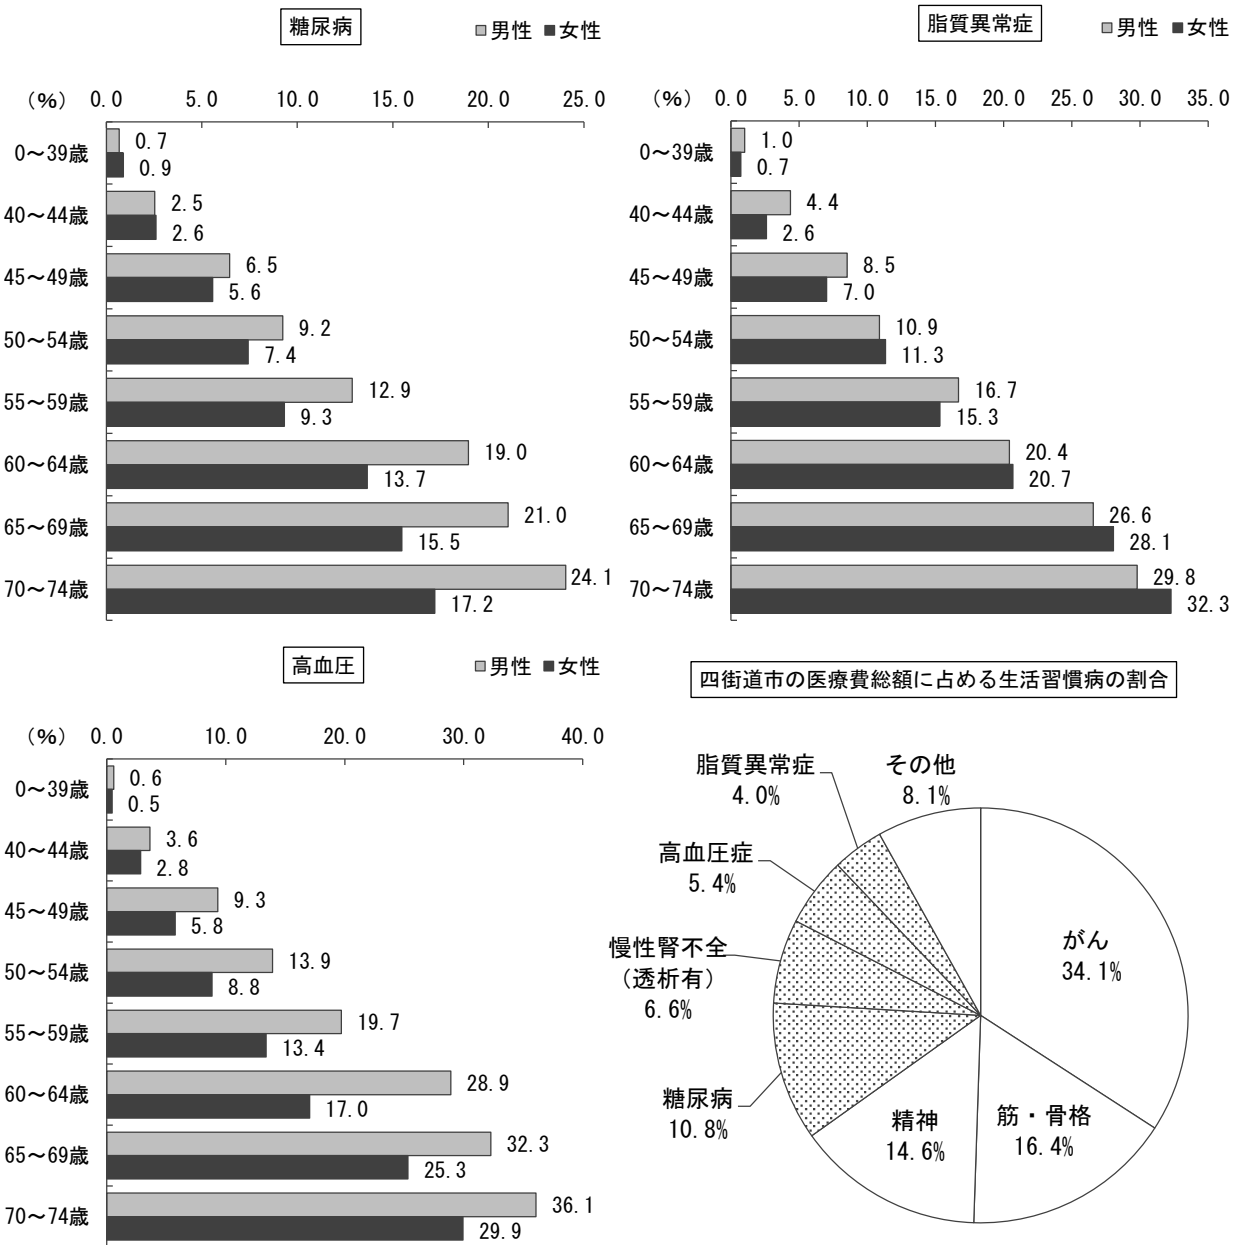 糖尿病
男性 女性
(%) 0.0 5.0 10.0 15.0 20.0 25.0
0～39歳 0.7
0.9
40～44歳 2.5
2.6
45～49歳 6.5
5.6
50～54歳 9.2
7.4
55～59歳 12.9
9.3
60～64歳 19.0
13.7
65～69歳 21.0
15.5
70～74歳 24.1
17.2
脂質異常症
男性 女性
(%) 0.0 5.0 10.0 15.0 20.0 25.0 30.0 35.0
0～39歳 1.0
0.7
40～44歳 4.4
2.6
45～49歳 8.5
7.0
50～54歳 10.9
11.3
55～59歳 16.7
15.3
60～64歳 20.4
20.7
65～69歳 26.6
28.1
70～74歳 29.8
32.3
高血圧
男性 女性
(%) 0.0 10.0 20.0 30.0 40.0
0～39歳 0.6
0.5
40～44歳 3.6
2.8
45～49歳 9.3
5.8
50～54歳 13.9
8.8
55～59歳 19.7
13.4
60～64歳 28.9
17.0
65～69歳 32.3
25.3
70～74歳 36.1
29.9
四街道市の医療費総額に占める生活習慣病の割合
がん
34.1%
筋・骨格
16.4%
精神
14.6%
糖尿病
10.8%
慢性腎不全
(透析有)
6.6%
高血圧症
5.4%
脂質異常症
4.0%
その他
8.1%